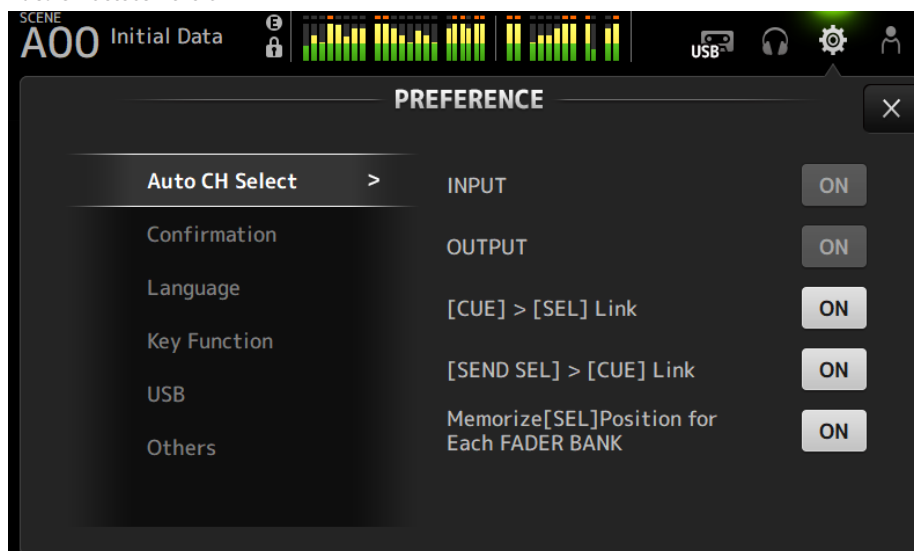 SCENE
A00 Initial Data
E
USB
PREFERENCE
Auto CH Select >
INPUT ON
Confirmation
OUTPUT ON
Language
[CUE] > [SEL] Link ON
Key Function
[SEND SEL] > [CUE] Link ON
USB
Memorize[SEL]Position for
Each FADER BANK ON
Others